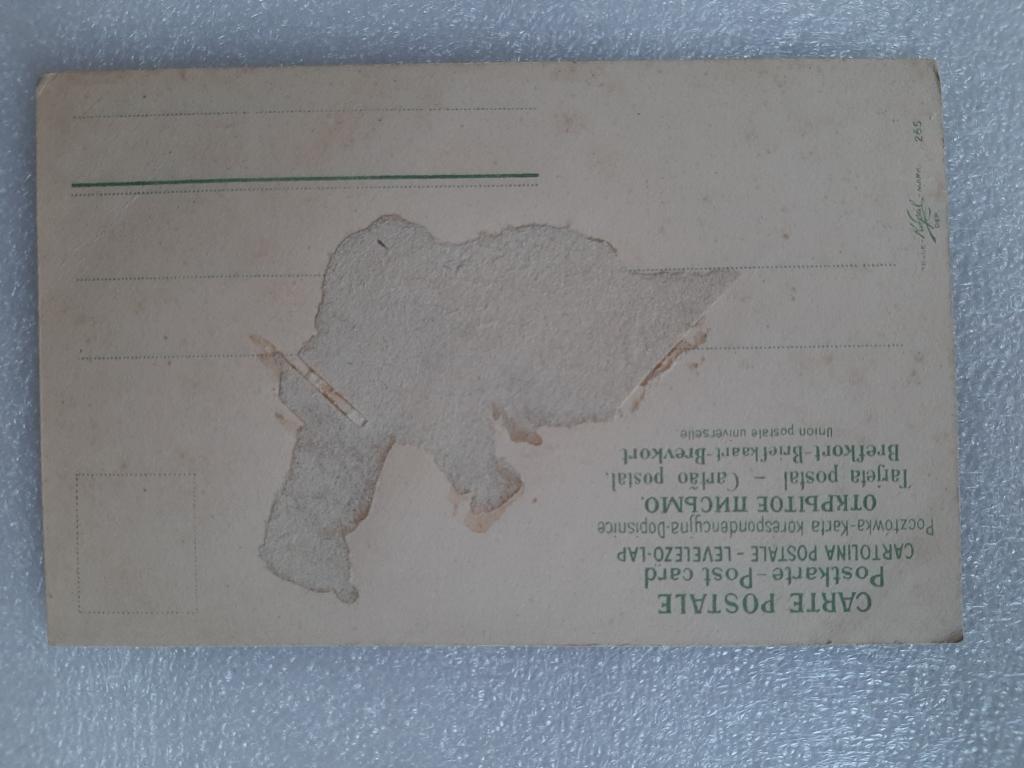 CARTE POSTALE
Postkarte - Post card
CARTOLINA POSTALE - LEVELEZÖ-LAP
Pocztówka-Karta korespondencyjna-Dopisnice
ОТКРЫТОЕ ПИСЬМО.
Tarjeta postal - Cartão postal.
Brefkort-Briefkaart-Brevkort
Union postale universelle
265